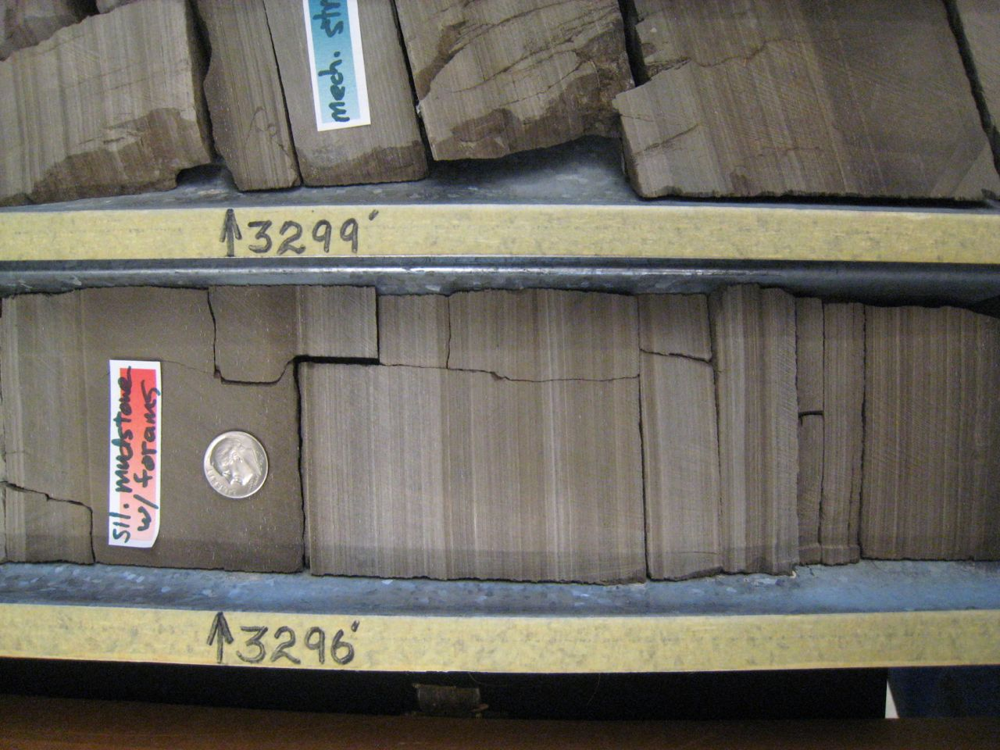 mech. str
3299'
sil. mudstone
w/ forams
3296'